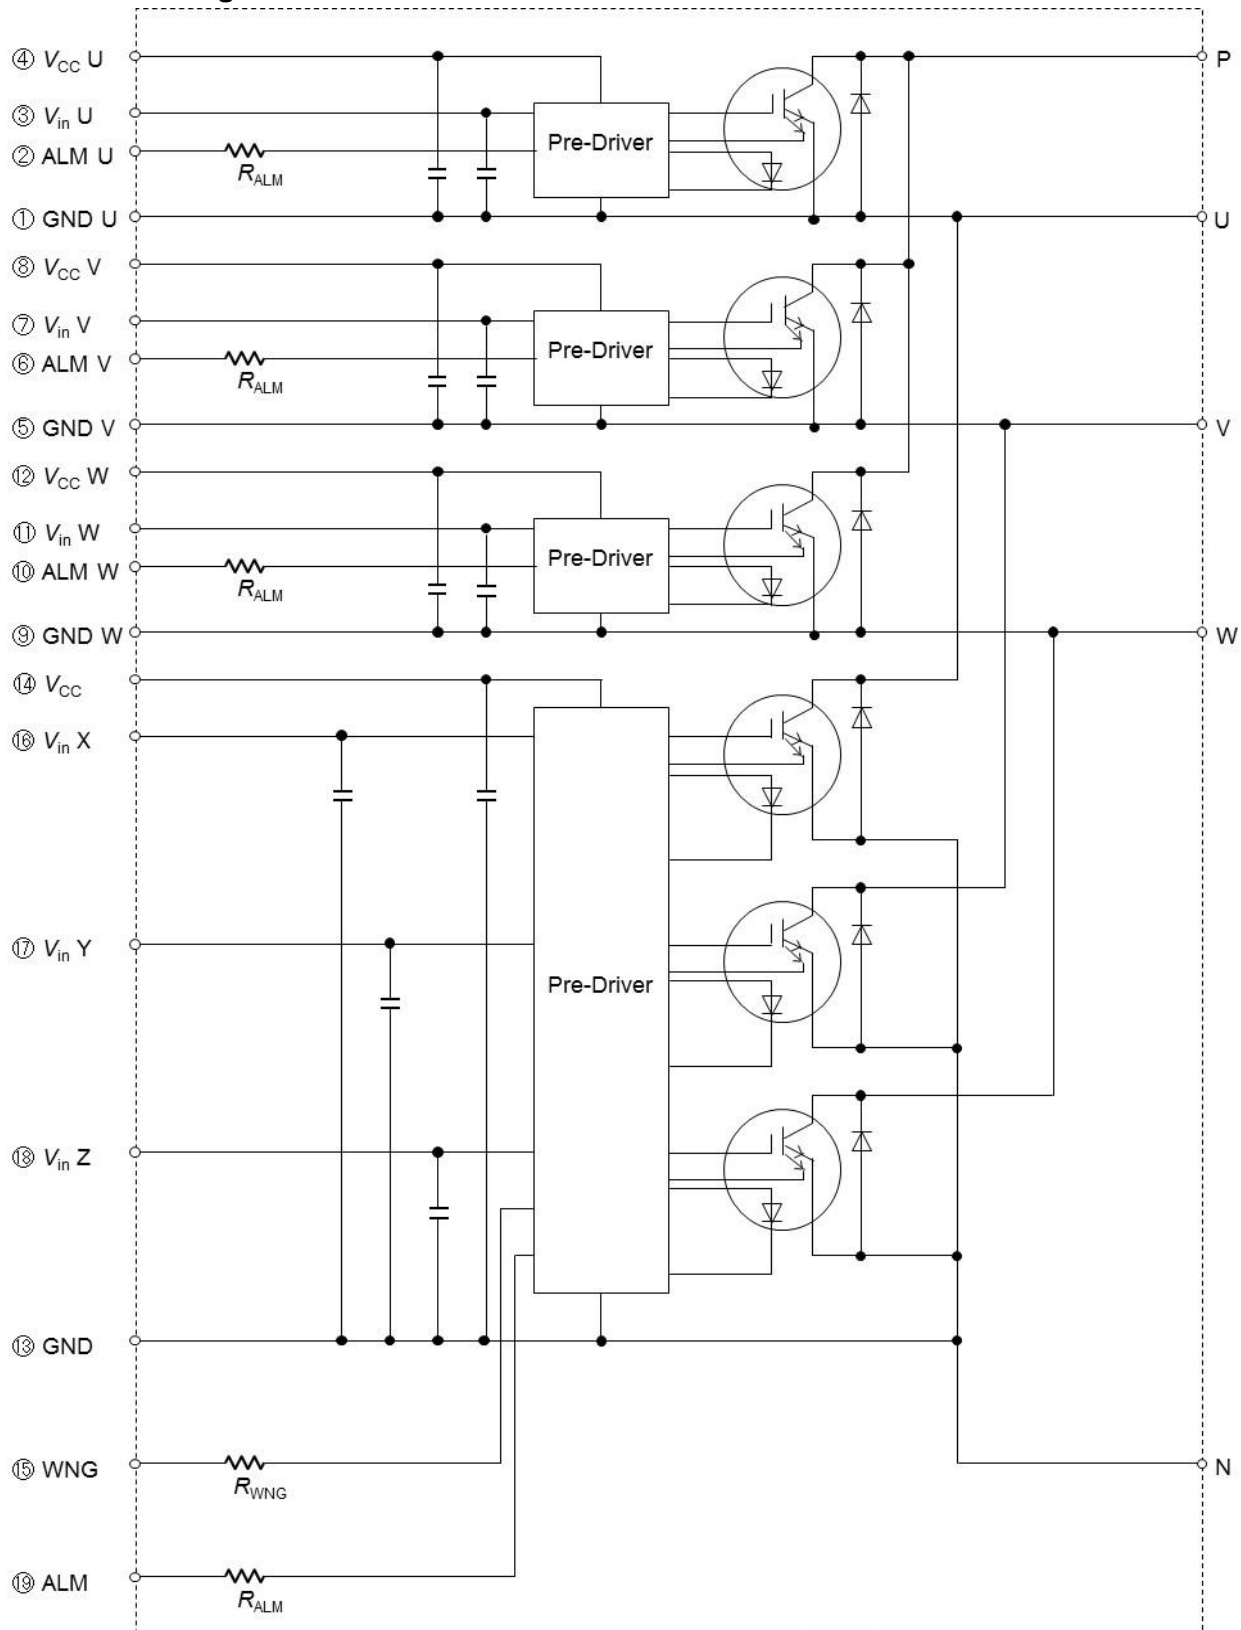 ④ VCC U
P
③ Vin U
Pre-Driver
② ALM U
RALM
① GND U
U
⑧ VCC V
⑦ Vin V
Pre-Driver
⑥ ALM V
RALM
⑤ GND V
V
⑫ VCC W
⑪ Vin W
Pre-Driver
⑩ ALM W
RALM
⑨ GND W
W
⑭ VCC
⑯ Vin X
⑰ Vin Y
Pre-Driver
⑱ Vin Z
⑬ GND
⑮ WNG
RWNG
N
⑲ ALM
RALM